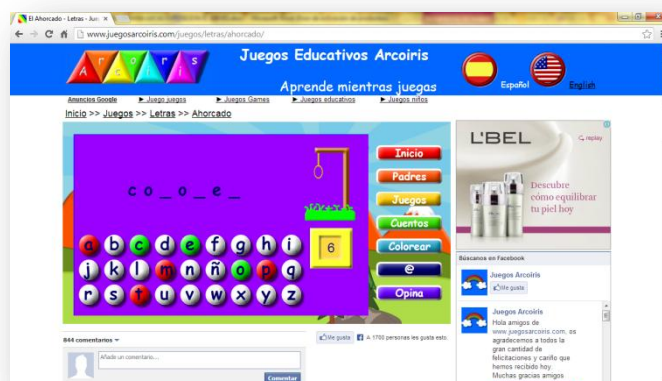 El Ahorcado - Letras - Jue
www.juegosarcoiris.com/juegos/letras/ahorcado/
Arcoiris
Juegos Educativos Arcoiris
Aprende mientras juegas
Español
English
Anuncios Google ► Juego juegos ► Juegos Games ► Juegos educativos ► Juegos niños
Inicio >> Juegos >> Letras >> Ahorcado
c o _ o _ e _
6
a b c d e f g h i
j k l m n ñ o p q
r s t u v w x y z
Inicio
Padres
Juegos
Cuentos
Colorear
@
Opina
L'BEL
replay
Descubre
cómo equilibrar
tu piel hoy
Búscanos en Facebook
Juegos Arcoiris
Me gusta
Juegos Arcoiris
Hola amigos de
www.juegosarcoiris.com, os
agradecemos a todos la
gran cantidad de
felicitaciones y cariño que
hemos recibido hoy.
Muchas gracias amigos
844 comentarios
Me gusta A 1700 personas les gusta esto.
Añade un comentario...
Comentar